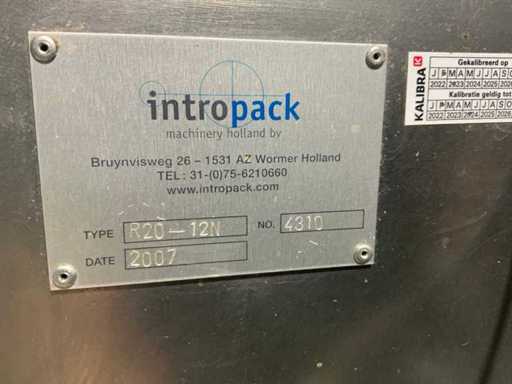 intropack
machinery holland bv
Bruynvisweg 26 – 1531 AZ Wormer Holland
TEL: 31-(0)75-6210660
www.intropack.com
TYPE R20-12N NO. 4310
DATE 2007
KALIBRA
Gekalibreerd op
J F M A M J J A S O
2022 2023 2024 2025 202
Kalibratie geldig tot
J F M A M J J A S O
2022 2023 2024 2025 2026